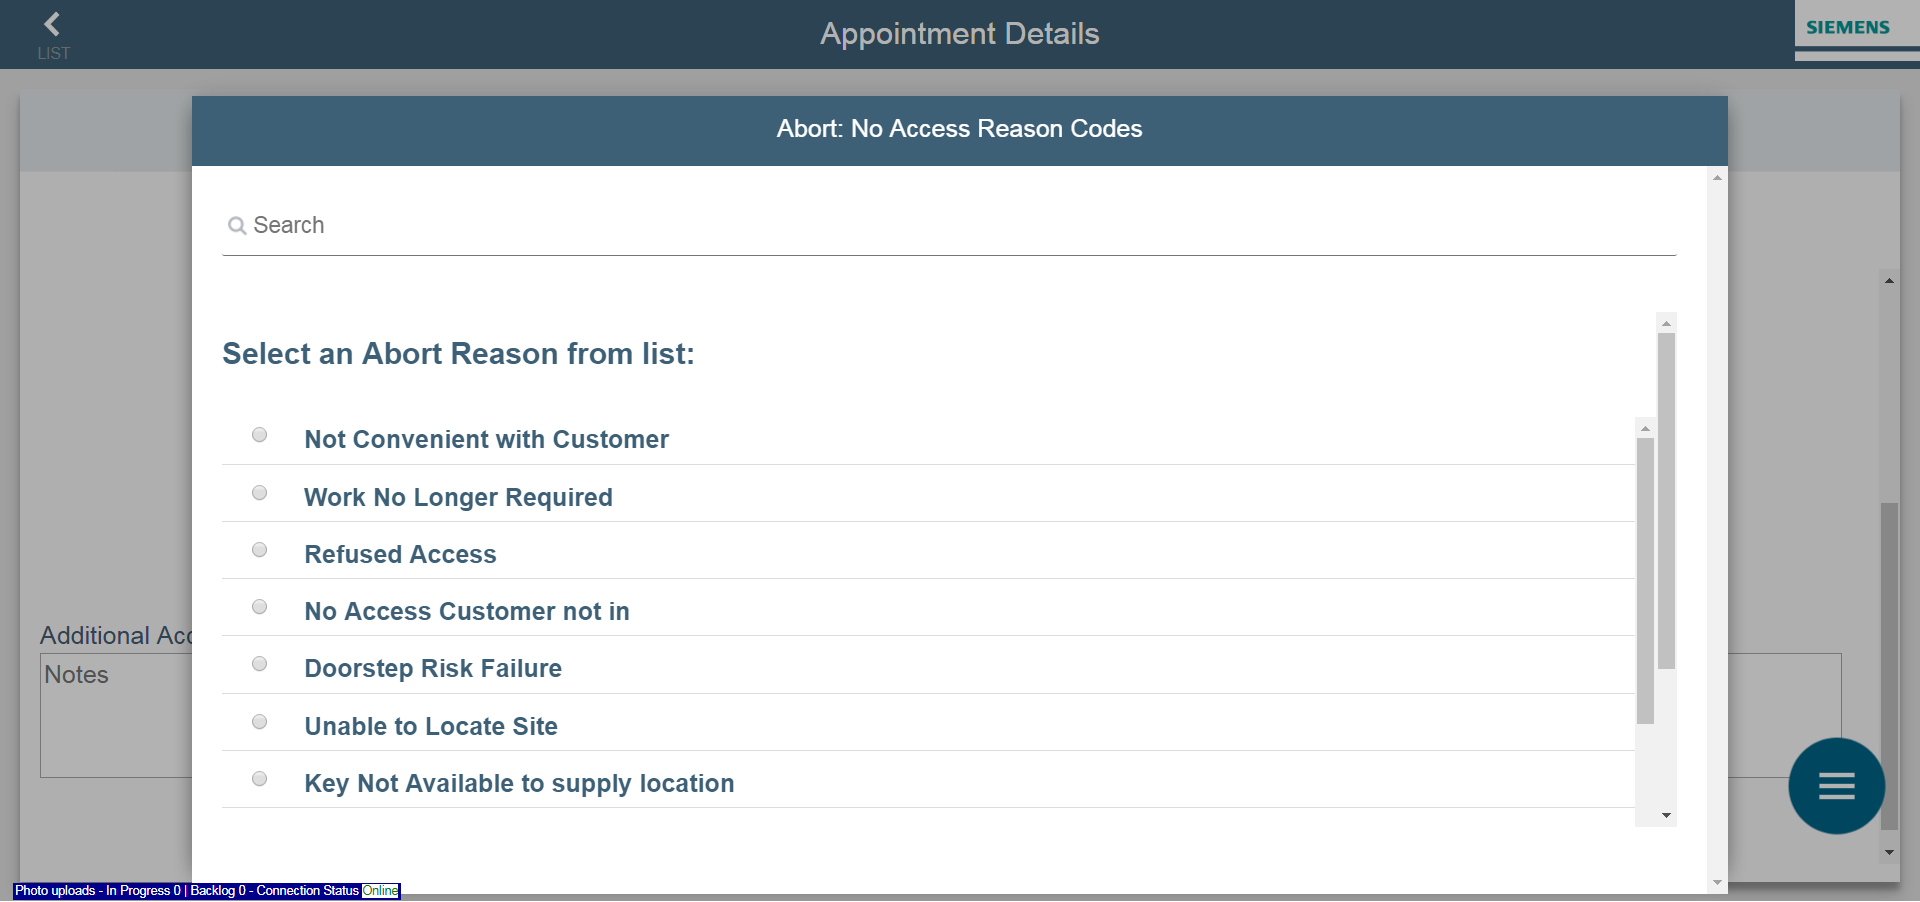 LIST
Appointment Details
SIEMENS
Abort: No Access Reason Codes
Search
Select an Abort Reason from list:
Not Convenient with Customer
Work No Longer Required
Refused Access
No Access Customer not in
Doorstep Risk Failure
Unable to Locate Site
Key Not Available to supply location
Additional Acc
Notes
Photo uploads - In Progress 0 | Backlog 0 - Connection Status Online